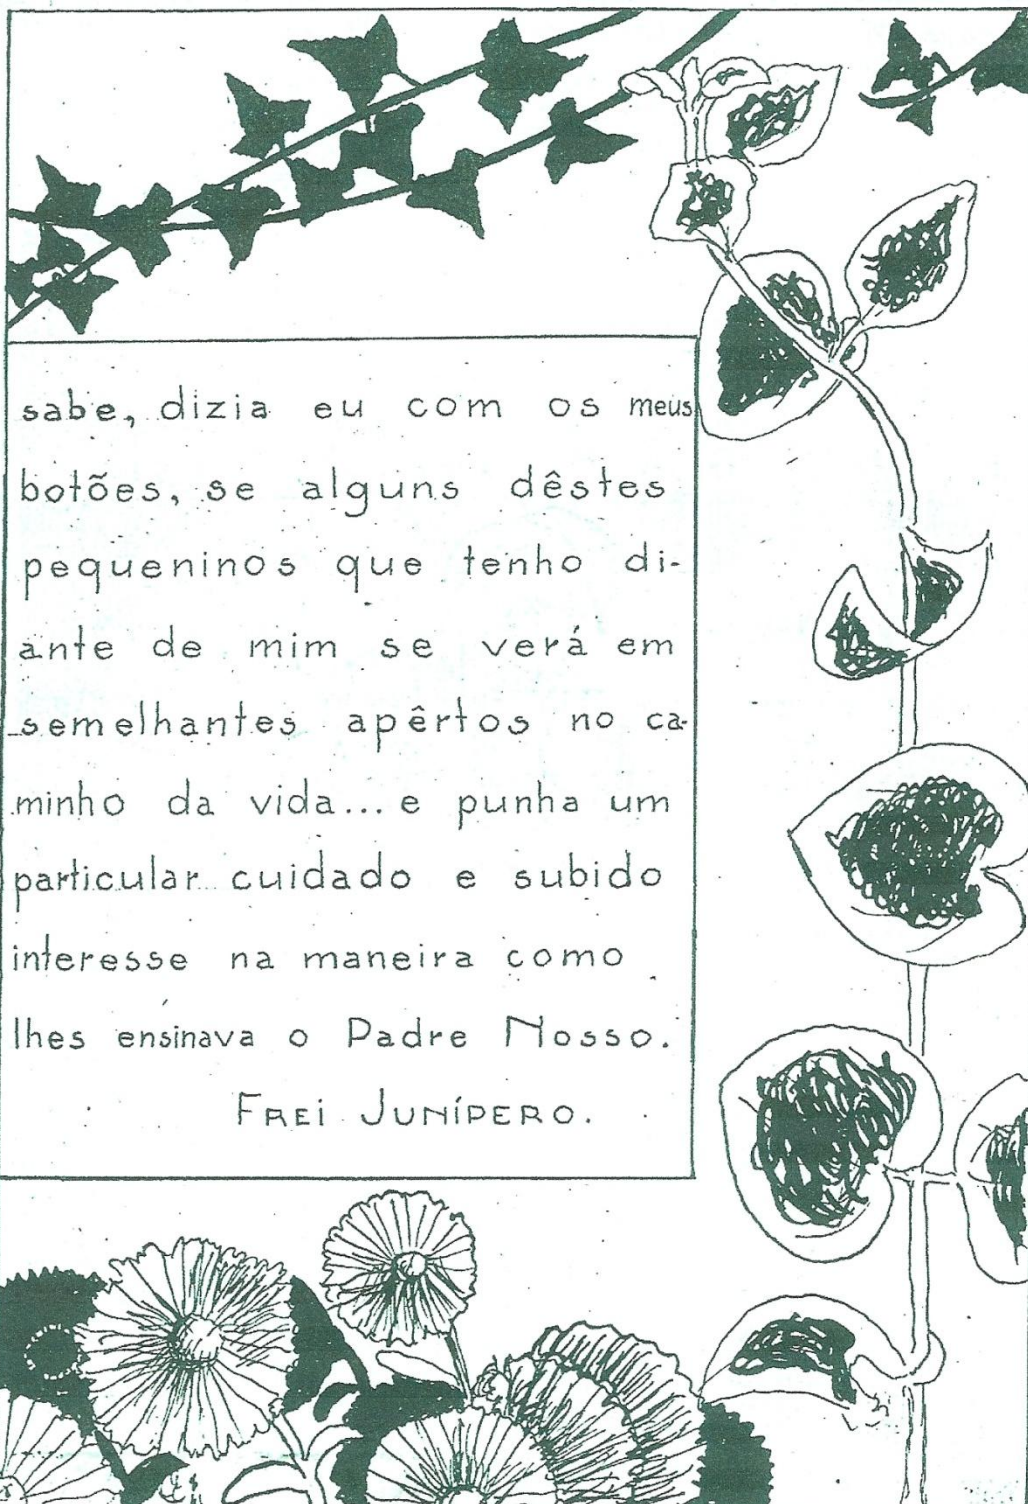 sabe, dizia eu com os meus
botões, se alguns dêstes
pequeninos que tenho di-
ante de mim se verá em
semelhantes apêrtos no ca-
minho da vida... e punha um
particular cuidado e subido
interesse na maneira como
lhes ensinava o Padre Nosso.
FREI JUNÍPERO.